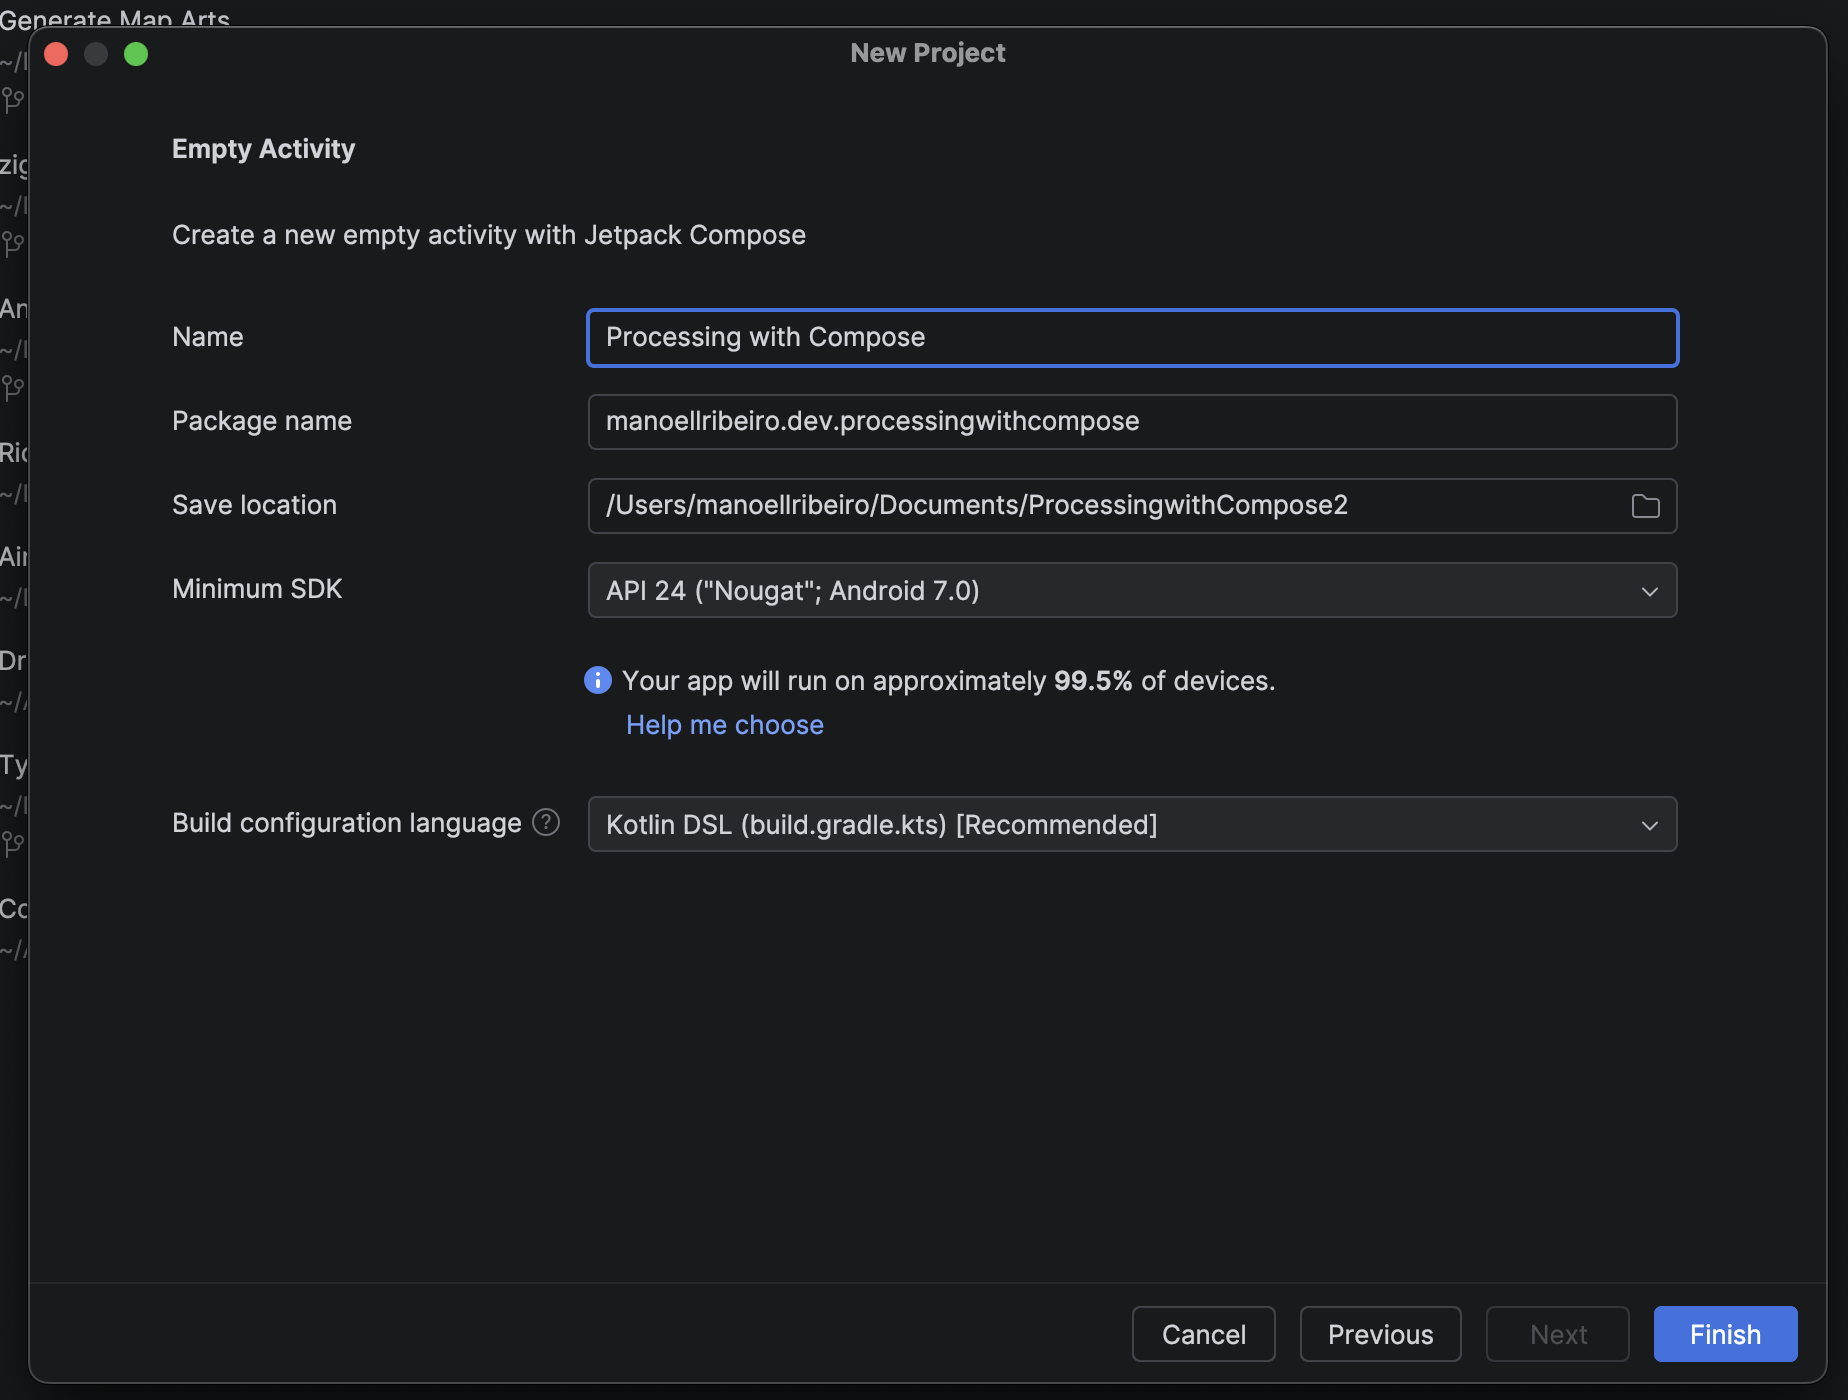 Generate Map Arts
New Project
Empty Activity
Create a new empty activity with Jetpack Compose
Name
Processing with Compose
Package name
manoellribeiro.dev.processingwithcompose
Save location
/Users/manoellribeiro/Documents/ProcessingwithCompose2
Minimum SDK
API 24 ("Nougat"; Android 7.0)
Your app will run on approximately 99.5% of devices.
Help me choose
Build configuration language
Kotlin DSL (build.gradle.kts) [Recommended]
Cancel
Previous
Next
Finish